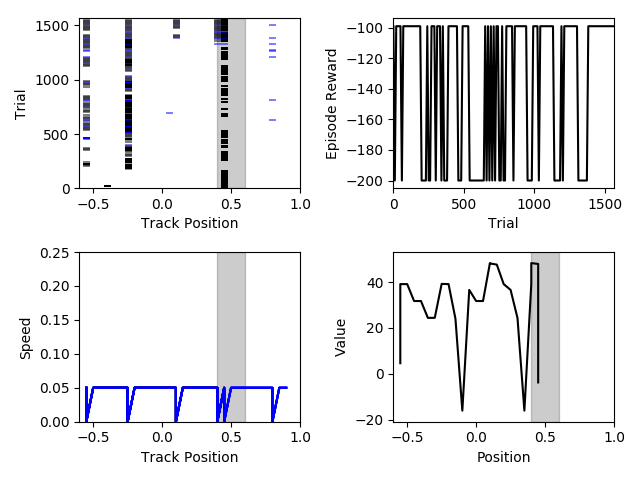 1500
1000
500
0
Trial
−0.5 0.0 0.5 1.0
Track Position
−100
−120
−140
−160
−180
−200
Episode Reward
0 500 1000 1500
Trial
0.25
0.20
0.15
0.10
0.05
0.00
Speed
−0.5 0.0 0.5 1.0
Track Position
40
20
0
−20
Value
−0.5 0.0 0.5 1.0
Position